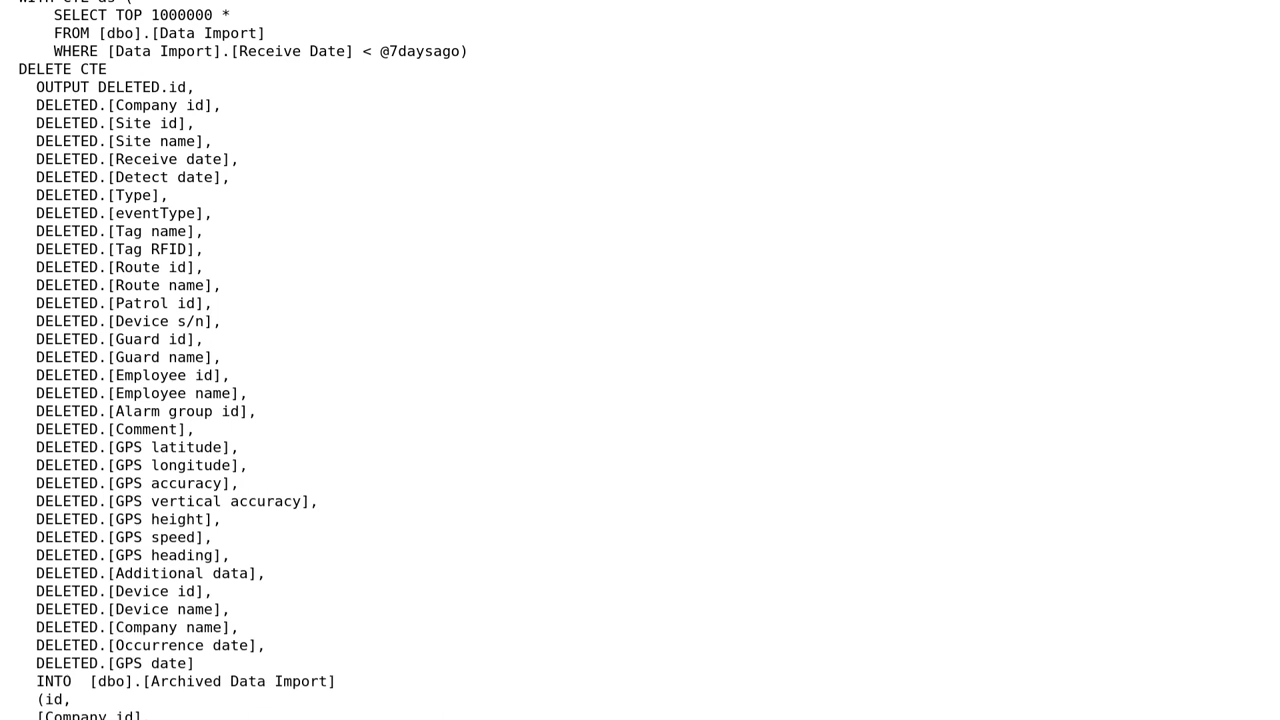 WITH CTE as (
SELECT TOP 1000000 *
FROM [dbo].[Data Import]
WHERE [Data Import].[Receive Date] < @7daysago)
DELETE CTE
OUTPUT DELETED.id,
DELETED.[Company id],
DELETED.[Site id],
DELETED.[Site name],
DELETED.[Receive date],
DELETED.[Detect date],
DELETED.[Type],
DELETED.[eventType],
DELETED.[Tag name],
DELETED.[Tag RFID],
DELETED.[Route id],
DELETED.[Route name],
DELETED.[Patrol id],
DELETED.[Device s/n],
DELETED.[Guard id],
DELETED.[Guard name],
DELETED.[Employee id],
DELETED.[Employee name],
DELETED.[Alarm group id],
DELETED.[Comment],
DELETED.[GPS latitude],
DELETED.[GPS longitude],
DELETED.[GPS accuracy],
DELETED.[GPS vertical accuracy],
DELETED.[GPS height],
DELETED.[GPS speed],
DELETED.[GPS heading],
DELETED.[Additional data],
DELETED.[Device id],
DELETED.[Device name],
DELETED.[Company name],
DELETED.[Occurrence date],
DELETED.[GPS date]
INTO  [dbo].[Archived Data Import]
(id,
[Company id],